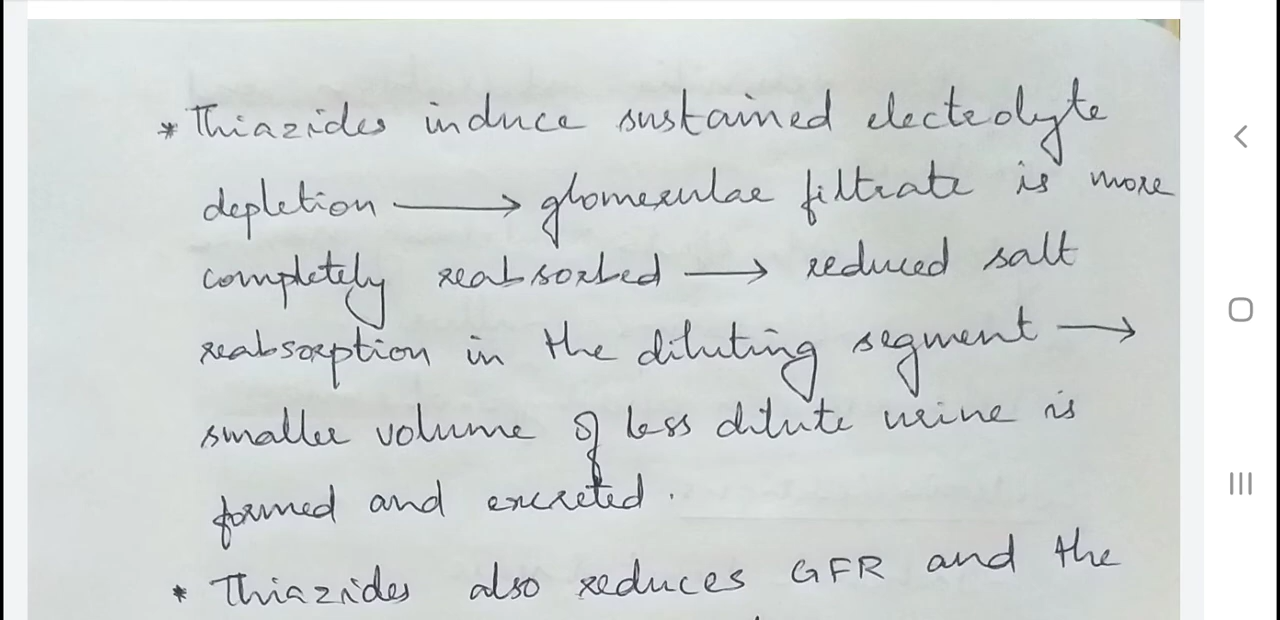 * Thiazides induce sustained electrolyte
depletion → glomerular filtrate is more
completely reabsorbed → reduced salt
reabsorption in the diluting segment →
smaller volume of less dilute urine is
formed and excreted.
* Thiazides also reduces GFR and the